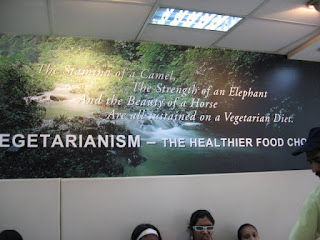 The Stamina of a Camel,
The Strength of an Elephant
And the Beauty of a Horse
Are all sustained on a Vegetarian Diet.
EGETARIANISM – THE HEALTHIER FOOD CHO